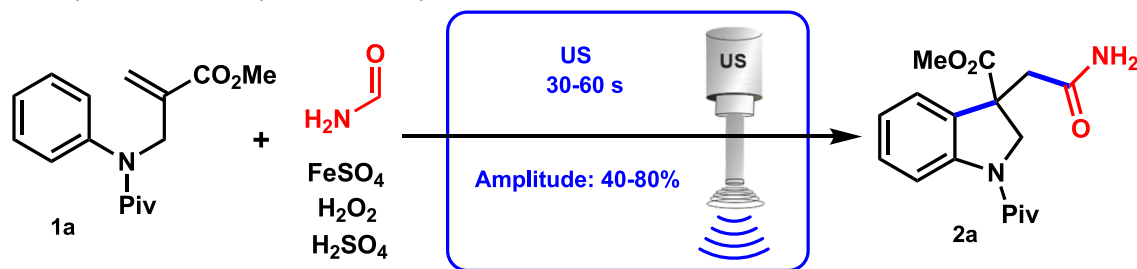 CO₂Me
N
Piv
1a
+
O
H₂N
FeSO₄
H₂O₂
H₂SO₄
US
30-60 s
US
Amplitude: 40-80%
MeO₂C
NH₂
O
N
Piv
2a